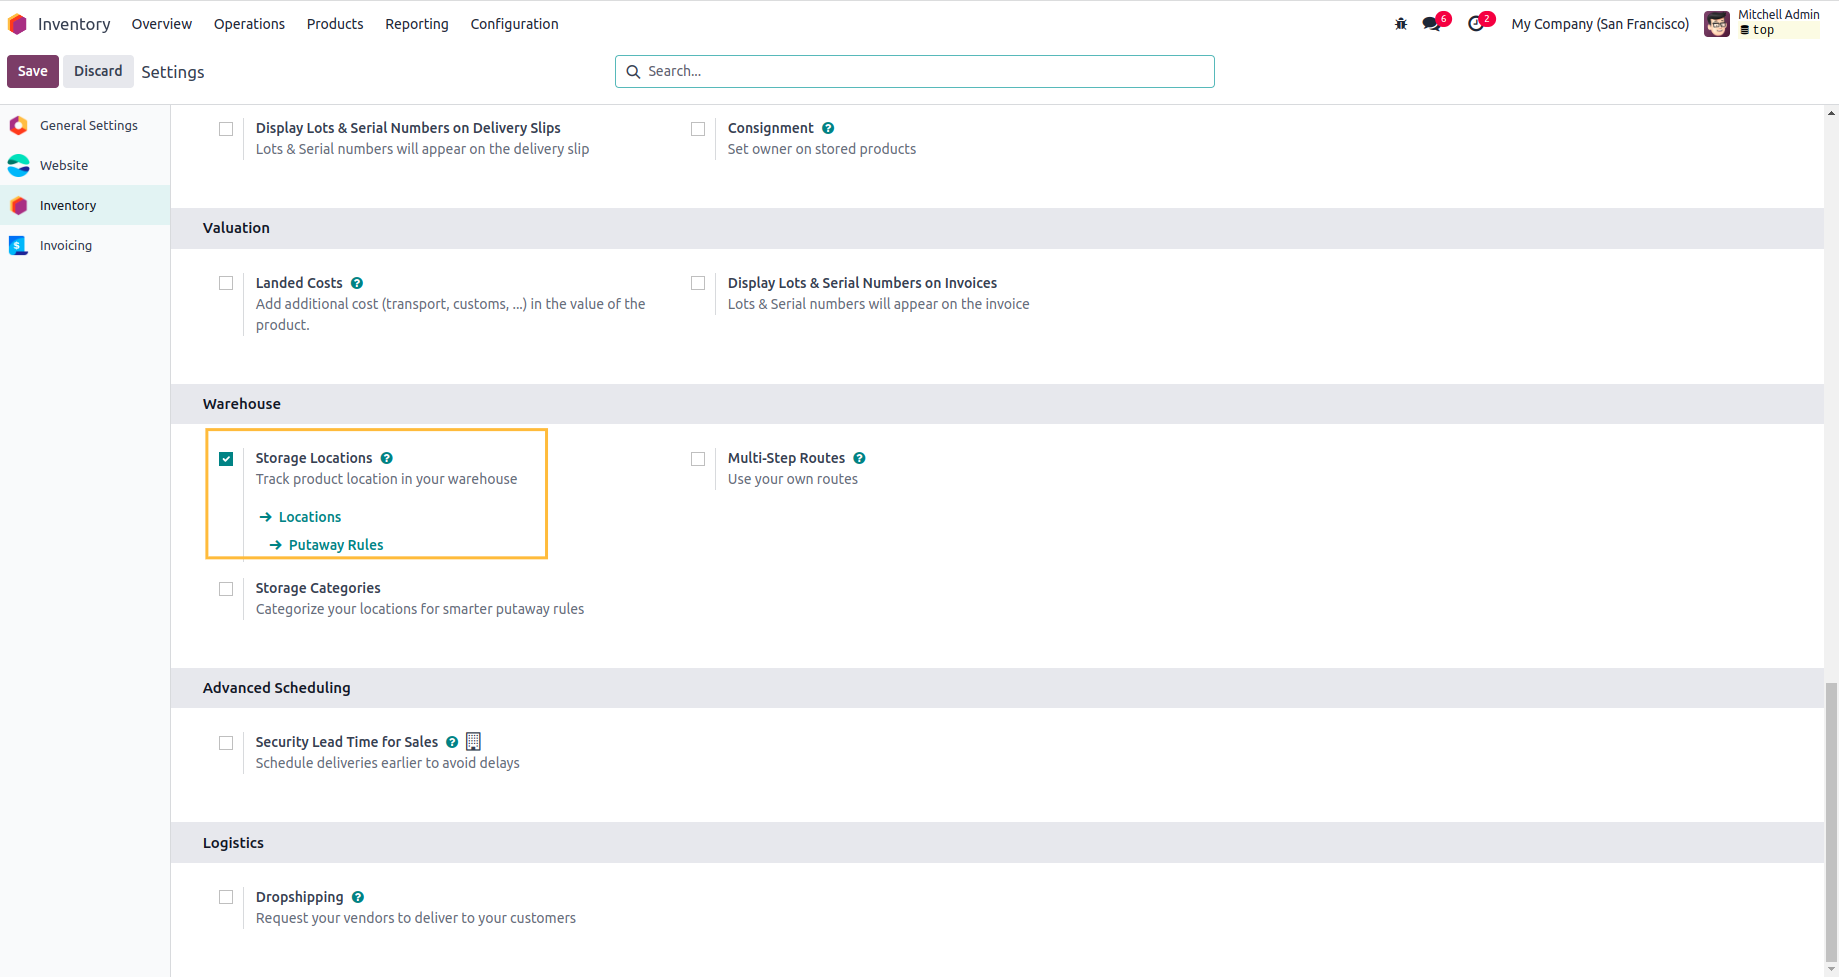 Inventory Overview Operations Products Reporting Configuration 6 2 My Company (San Francisco) Mitchell Admin
top
Save Discard Settings Search...
General Settings
Website
Inventory
Invoicing
Display Lots & Serial Numbers on Delivery Slips
Lots & Serial numbers will appear on the delivery slip
Consignment ?
Set owner on stored products
Valuation
Landed Costs ?
Add additional cost (transport, customs, ...) in the value of the
product.
Display Lots & Serial Numbers on Invoices
Lots & Serial numbers will appear on the invoice
Warehouse
Storage Locations ?
Track product location in your warehouse
→ Locations
→ Putaway Rules
Multi-Step Routes ?
Use your own routes
Storage Categories
Categorize your locations for smarter putaway rules
Advanced Scheduling
Security Lead Time for Sales ?
Schedule deliveries earlier to avoid delays
Logistics
Dropshipping ?
Request your vendors to deliver to your customers